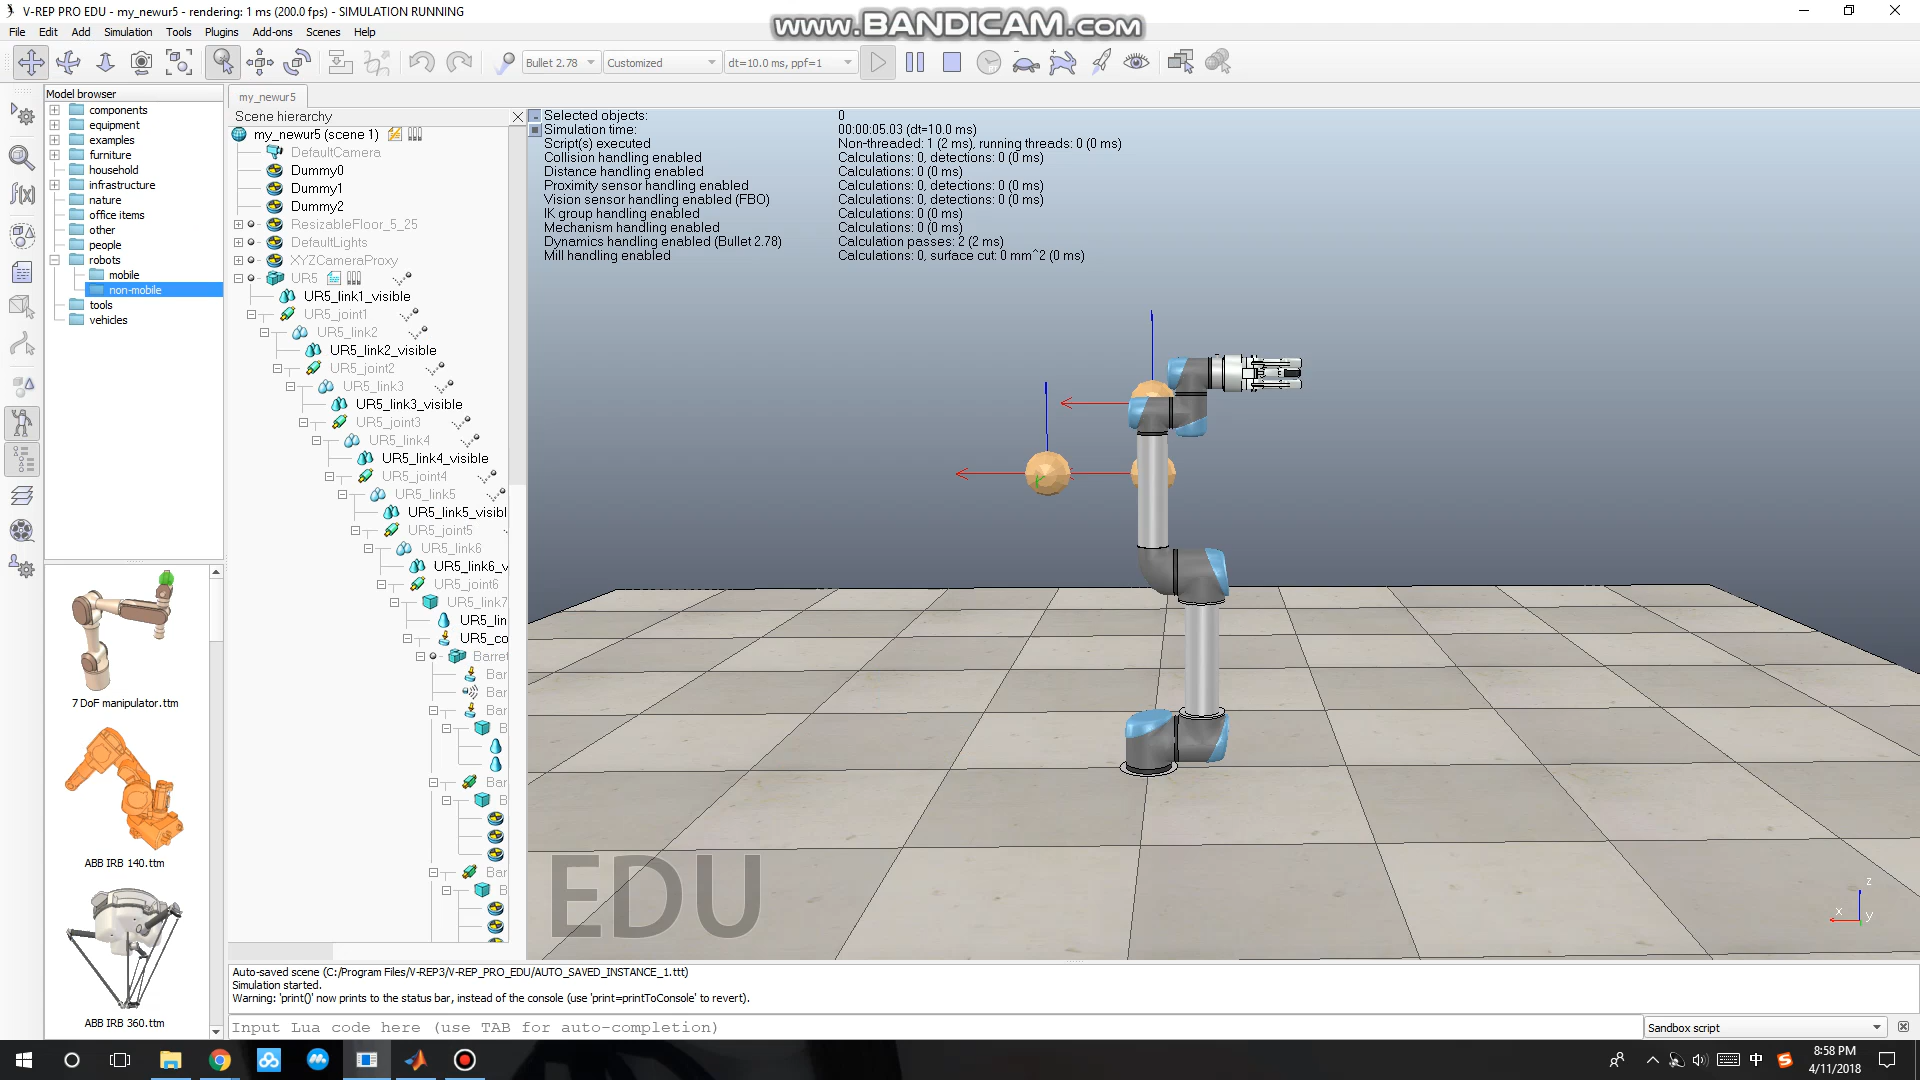 V-REP PRO EDU - my_newur5 - rendering: 1 ms (200.0 fps) - SIMULATION RUNNING
www.BANDICAM.com
File Edit Add Simulation Tools Plugins Add-ons Scenes Help
Bullet 2.78 Customized dt=10.0 ms, ppf=1
Model browser
components
equipment
examples
furniture
household
infrastructure
nature
office items
other
people
robots
mobile
non-mobile
tools
vehicles
7 DoF manipulator.ttm
ABB IRB 140.ttm
ABB IRB 360.ttm
my_newur5
Scene hierarchy
my_newur5 (scene 1)
DefaultCamera
Dummy0
Dummy1
Dummy2
ResizableFloor_5_25
DefaultLights
XYZCameraProxy
UR5
UR5_link1_visible
UR5_joint1
UR5_link2
UR5_link2_visible
UR5_joint2
UR5_link3
UR5_link3_visible
UR5_joint3
UR5_link4
UR5_link4_visible
UR5_joint4
UR5_link5
UR5_link5_visibl
UR5_joint5
UR5_link6
UR5_link6_v
UR5_joint6
UR5_link7
UR5_lin
UR5_co
Barret
Bar
Bar
Bar
B
Bar
B
Bar
B
Selected objects: 0
Simulation time: 00:00:05.03 (dt=10.0 ms)
Script(s) executed Non-threaded: 1 (2 ms), running threads: 0 (0 ms)
Collision handling enabled Calculations: 0, detections: 0 (0 ms)
Distance handling enabled Calculations: 0 (0 ms)
Proximity sensor handling enabled Calculations: 0, detections: 0 (0 ms)
Vision sensor handling enabled (FBO) Calculations: 0, detections: 0 (0 ms)
IK group handling enabled Calculations: 0 (0 ms)
Mechanism handling enabled Calculations: 0 (0 ms)
Dynamics handling enabled (Bullet 2.78) Calculation passes: 2 (2 ms)
Mill handling enabled Calculations: 0, surface cut: 0 mm^2 (0 ms)
EDU
z
x
y
Auto-saved scene (C:/Program Files/V-REP3/V-REP_PRO_EDU/AUTO_SAVED_INSTANCE_1.ttt)
Simulation started.
Warning: 'print()' now prints to the status bar, instead of the console (use 'print=printToConsole' to revert).
Input Lua code here (use TAB for auto-completion)
Sandbox script
中
8:58 PM
4/11/2018